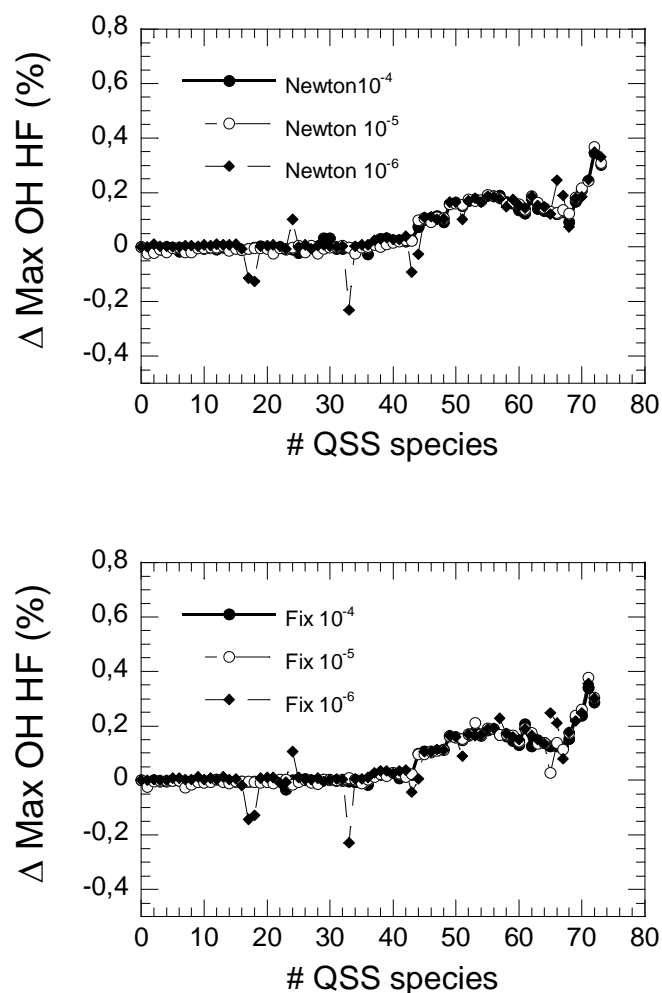 Δ Max OH HF (%)
0,8
0,6
0,4
0,2
0
-0,2
-0,4
Newton10-4
Newton 10-5
Newton 10-6
0 10 20 30 40 50 60 70 80
# QSS species
Δ Max OH HF (%)
0,8
0,6
0,4
0,2
0
-0,2
-0,4
Fix 10-4
Fix 10-5
Fix 10-6
0 10 20 30 40 50 60 70 80
# QSS species